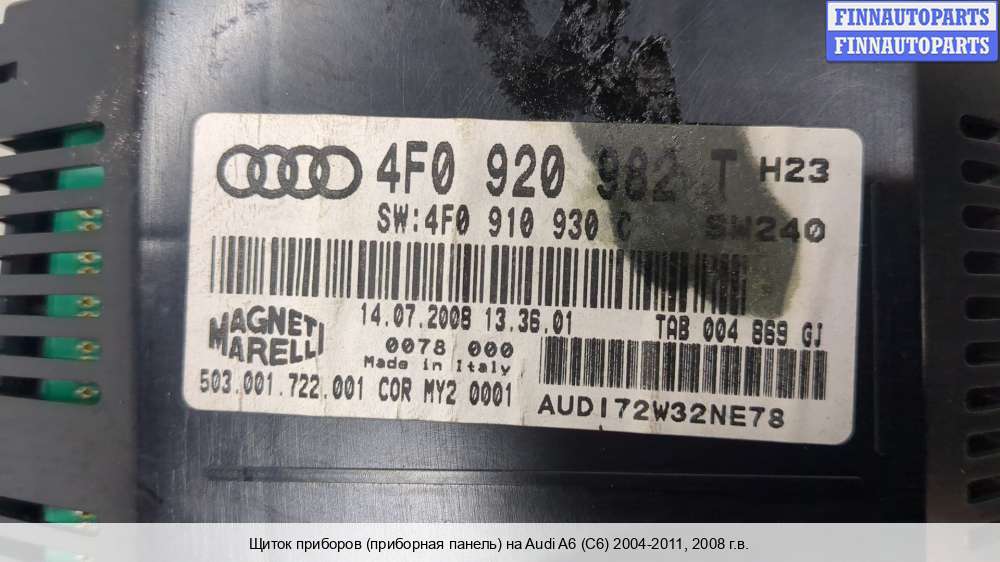 FINNAUTOPARTS
FINNAUTOPARTS
4F0 920 982 T H23
SW:4F0 910 930 C SW240
14.07.2008 13.36.01 TAB 004 869 GJ
MAGNETI
MARELLI
0078 000
Made in Italy
503.001.722.001 COR MY2 0001
AUDI72W32NE78
Щиток приборов (приборная панель) на Audi A6 (C6) 2004-2011, 2008 г.в.